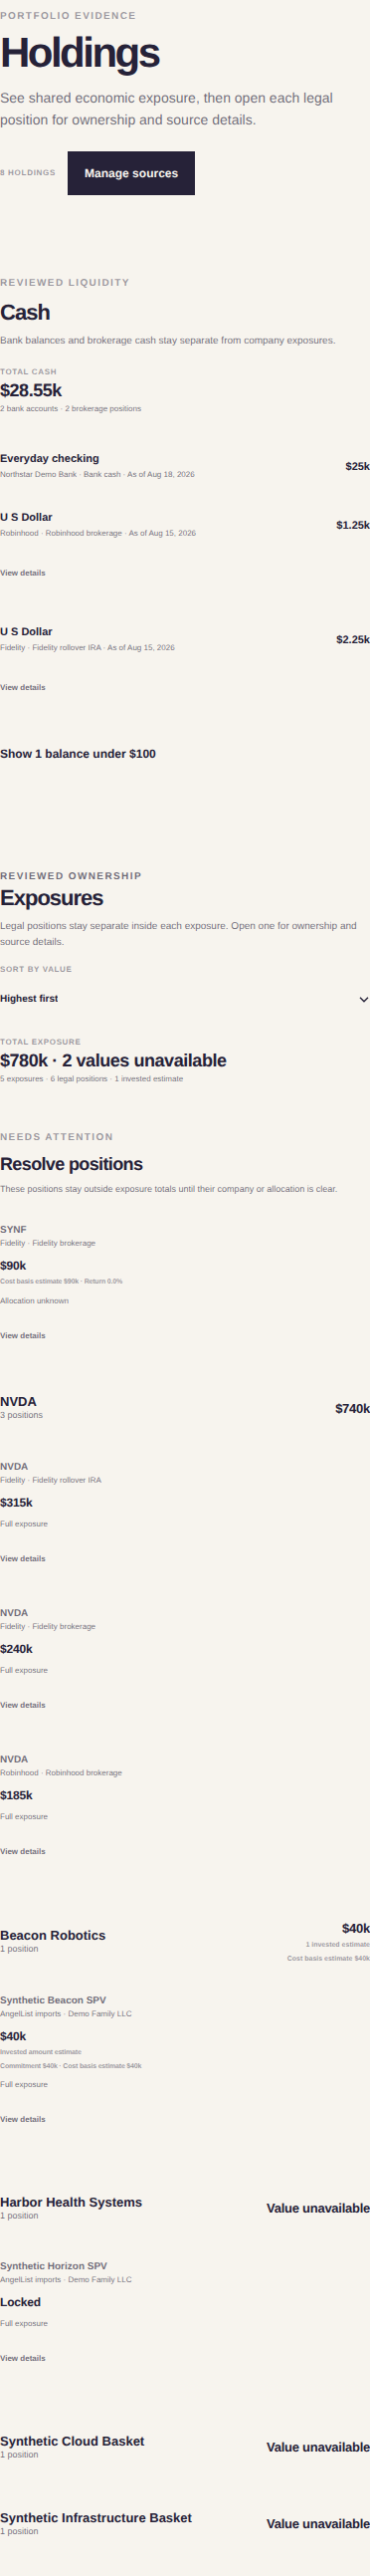 PORTFOLIO EVIDENCE
Holdings
See shared economic exposure, then open each legal
position for ownership and source details.
8 HOLDINGS
Manage sources
REVIEWED LIQUIDITY
Cash
Bank balances and brokerage cash stay separate from company exposures.
TOTAL CASH
$28.55k
2 bank accounts · 2 brokerage positions
Everyday checking
$25k
Northstar Demo Bank · Bank cash · As of Aug 18, 2026
U S Dollar
$1.25k
Robinhood · Robinhood brokerage · As of Aug 15, 2026
View details
U S Dollar
$2.25k
Fidelity · Fidelity rollover IRA · As of Aug 15, 2026
View details
Show 1 balance under $100
REVIEWED OWNERSHIP
Exposures
Legal positions stay separate inside each exposure. Open one for ownership and
source details.
SORT BY VALUE
Highest first
TOTAL EXPOSURE
$780k · 2 values unavailable
5 exposures · 6 legal positions · 1 invested estimate
NEEDS ATTENTION
Resolve positions
These positions stay outside exposure totals until their company or allocation is clear.
SYNF
Fidelity · Fidelity brokerage
$90k
Cost basis estimate $90k · Return 0.0%
Allocation unknown
View details
NVDA
$740k
3 positions
NVDA
Fidelity · Fidelity rollover IRA
$315k
Full exposure
View details
NVDA
Fidelity · Fidelity brokerage
$240k
Full exposure
View details
NVDA
Robinhood · Robinhood brokerage
$185k
Full exposure
View details
Beacon Robotics
1 position
$40k
1 invested estimate
Cost basis estimate $40k
Synthetic Beacon SPV
AngelList imports · Demo Family LLC
$40k
Invested amount estimate
Commitment $40k · Cost basis estimate $40k
Full exposure
View details
Harbor Health Systems
1 position
Value unavailable
Synthetic Horizon SPV
AngelList imports · Demo Family LLC
Locked
Full exposure
View details
Synthetic Cloud Basket
1 position
Value unavailable
Synthetic Infrastructure Basket
1 position
Value unavailable